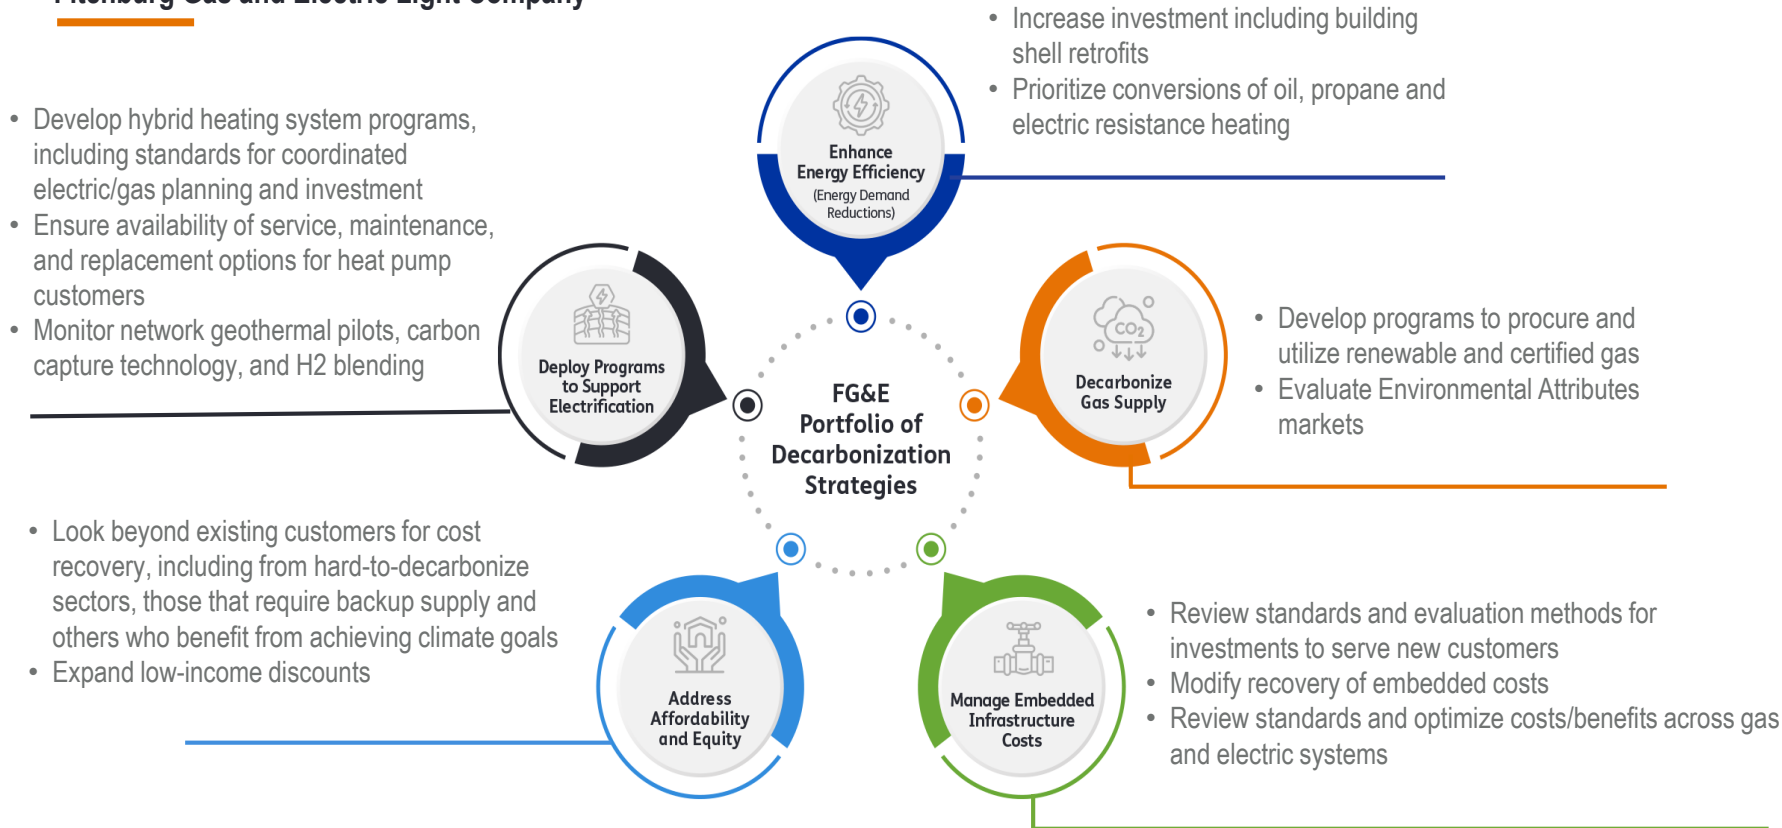 Fitchburg Gas and Electric Light Company
• Increase investment including building
shell retrofits
• Prioritize conversions of oil, propane and
electric resistance heating
Enhance
Energy Efficiency
(Energy Demand
Reductions)
• Develop hybrid heating system programs,
including standards for coordinated
electric/gas planning and investment
• Ensure availability of service, maintenance,
and replacement options for heat pump
customers
• Monitor network geothermal pilots, carbon
capture technology, and H2 blending
Deploy Programs
to Support
Electrification
CO2
Decarbonize
Gas Supply
• Develop programs to procure and
utilize renewable and certified gas
• Evaluate Environmental Attributes
markets
FG&E
Portfolio of
Decarbonization
Strategies
• Look beyond existing customers for cost
recovery, including from hard-to-decarbonize
sectors, those that require backup supply and
others who benefit from achieving climate goals
• Expand low-income discounts
Address
Affordability
and Equity
Manage Embedded
Infrastructure
Costs
• Review standards and evaluation methods for
investments to serve new customers
• Modify recovery of embedded costs
• Review standards and optimize costs/benefits across gas
and electric systems